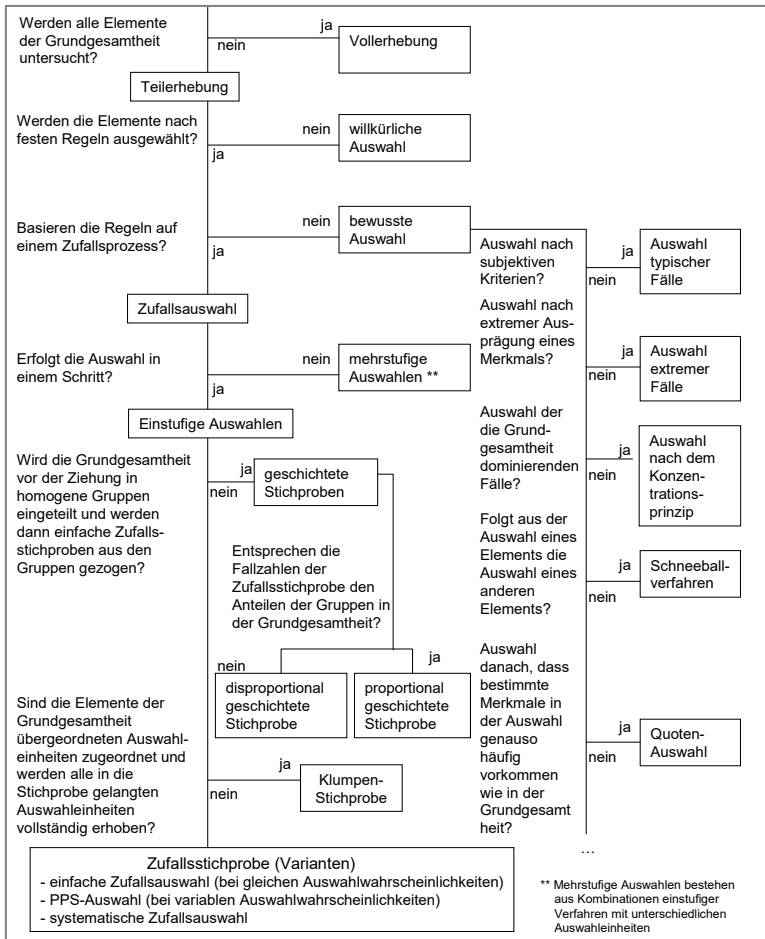 Werden alle Elemente
der Grundgesamtheit
untersucht?
ja
nein
Vollerhebung
Teilerhebung
Werden die Elemente nach
festen Regeln ausgewählt?
nein
ja
willkürliche
Auswahl
Basieren die Regeln auf
einem Zufallsprozess?
nein
ja
bewusste
Auswahl
Zufallsauswahl
Erfolgt die Auswahl in
einem Schritt?
nein
ja
mehrstufige
Auswahlen **
Einstufige Auswahlen
Wird die Grundgesamtheit
vor der Ziehung in
homogene Gruppen
eingeteilt und werden
dann einfache Zufalls-
stichproben aus den
Gruppen gezogen?
ja
nein
geschichtete
Stichproben
Entsprechen die
Fallzahlen der
Zufallsstichprobe den
Anteilen der Gruppen in
der Grundgesamtheit?
nein
ja
disproportional
geschichtete
Stichprobe
proportional
geschichtete
Stichprobe
Sind die Elemente der
Grundgesamtheit
übergeordneten Auswahl-
einheiten zugeordnet und
werden alle in die
Stichprobe gelangten
Auswahleinheiten
vollständig erhoben?
ja
nein
Klumpen-
Stichprobe
Zufallsstichprobe (Varianten)
- einfache Zufallsauswahl (bei gleichen Auswahlwahrscheinlichkeiten)
- PPS-Auswahl (bei variablen Auswahlwahrscheinlichkeiten)
- systematische Zufallsauswahl
Auswahl nach
subjektiven
Kriterien?
ja
nein
Auswahl
typischer
Fälle
Auswahl nach
extremer Aus-
prägung eines
Merkmals?
ja
nein
Auswahl
extremer
Fälle
Auswahl der
die Grund-
gesamtheit
dominierenden
Fälle?
ja
nein
Auswahl
nach dem
Konzen-
trations-
prinzip
Folgt aus der
Auswahl eines
Elements die
Auswahl eines
anderen
Elements?
ja
nein
Schneeball-
verfahren
Auswahl
danach, dass
bestimmte
Merkmale in
der Auswahl
genauso
häufig
vorkommen
wie in der
Grundgesamt
heit?
ja
nein
Quoten-
Auswahl
...
** Mehrstufige Auswahlen bestehen
aus Kombinationen einstufiger
Verfahren mit unterschiedlichen
Auswahleinheiten